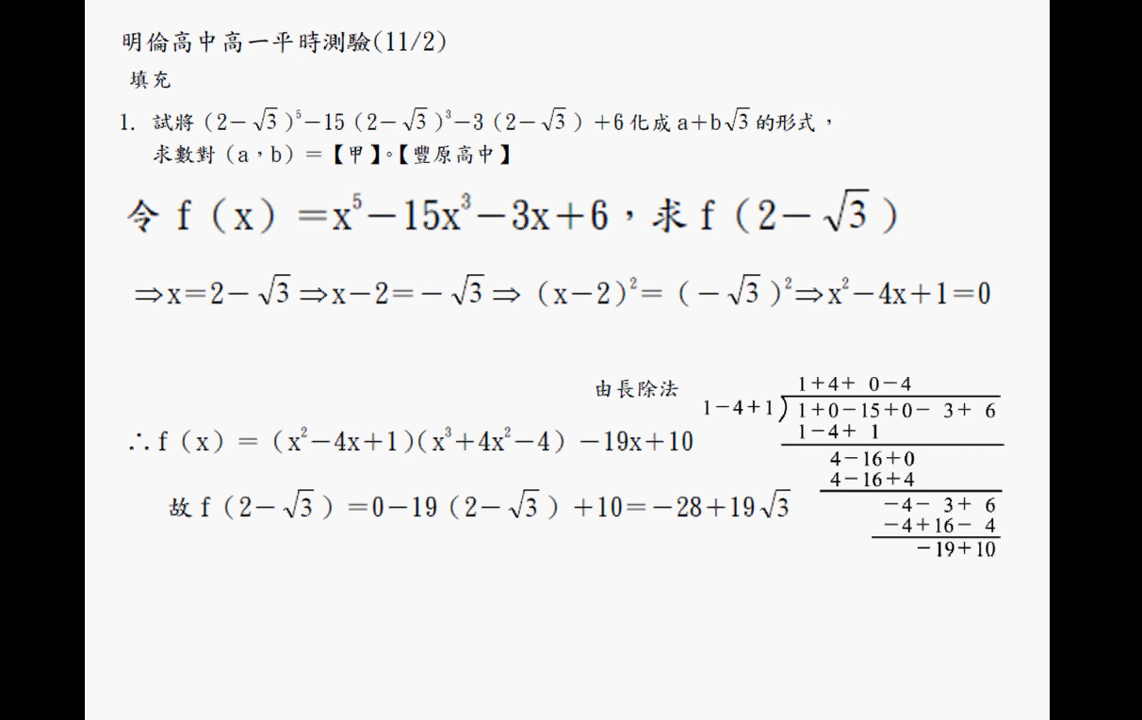 明倫高中高一平時測驗(11/2)
填充
1. 試將(2－√3)⁵－15(2－√3)³－3(2－√3)＋6化成a＋b√3的形式，
求數對(a，b)＝【甲】。【豐原高中】
令f(x)＝x⁵－15x³－3x＋6，求f(2－√3)
⇒x＝2－√3⇒x－2＝－√3⇒(x－2)²＝(－√3)²⇒x²－4x＋1＝0
由長除法
1＋4＋ 0－4
1－4＋1)1＋0－15＋0－ 3＋ 6
1－4＋ 1
∴f(x)＝(x²－4x＋1)(x³＋4x²－4)－19x＋10
4－16＋0
4－16＋4
故f(2－√3)＝0－19(2－√3)＋10＝－28＋19√3
－4－ 3＋ 6
－4＋16－ 4
－19＋10